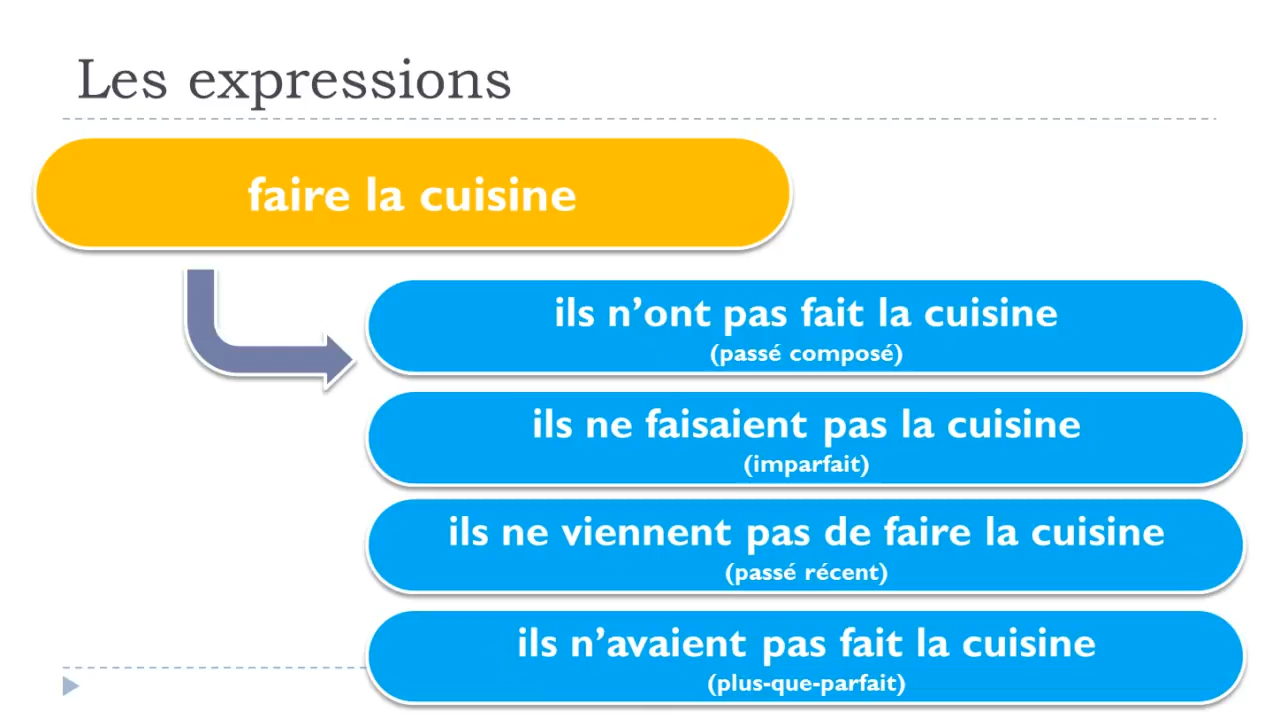 Les expressions
faire la cuisine
ils n’ont pas fait la cuisine
(passé composé)
ils ne faisaient pas la cuisine
(imparfait)
ils ne viennent pas de faire la cuisine
(passé récent)
ils n’avaient pas fait la cuisine
(plus-que-parfait)